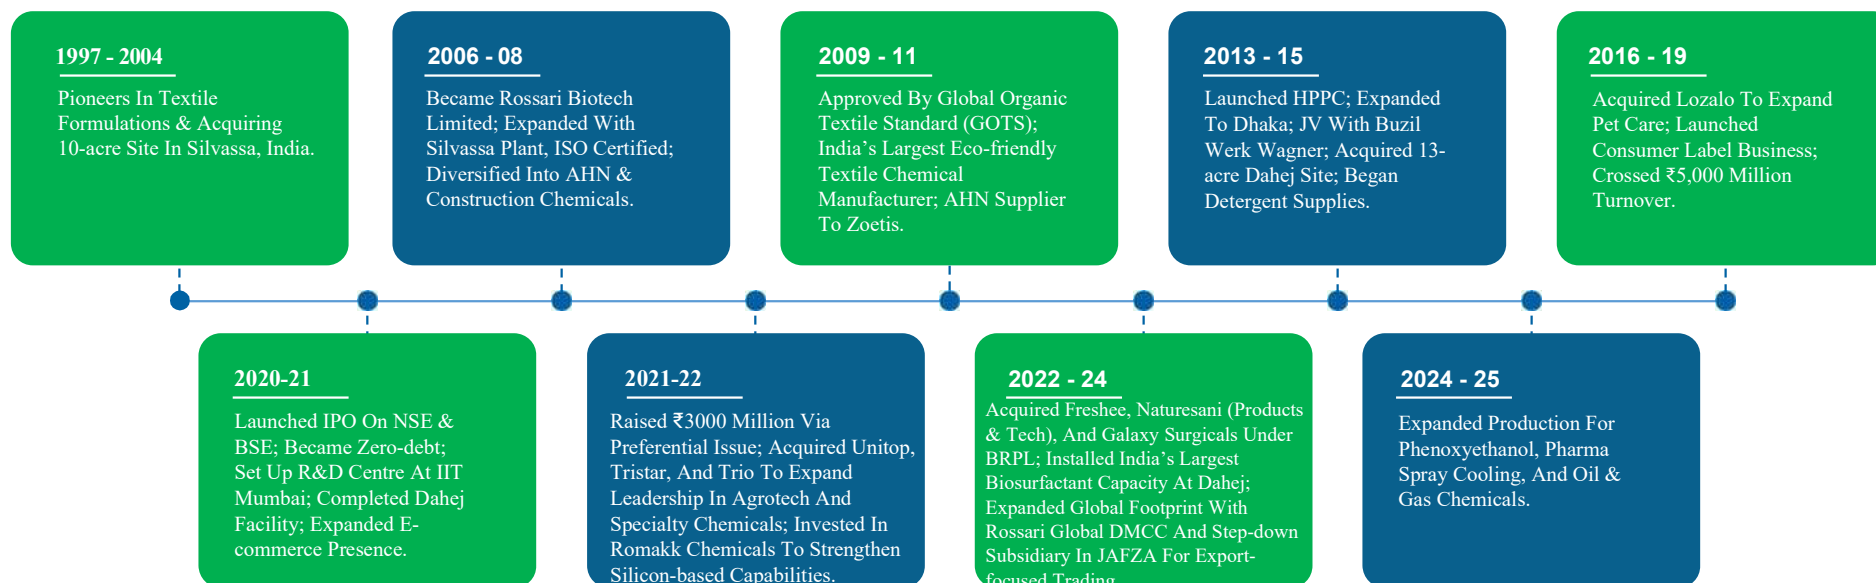 1997 - 2004
Pioneers In Textile
Formulations & Acquiring
10-acre Site In Silvassa, India.
2006 - 08
Became Rossari Biotech
Limited; Expanded With
Silvassa Plant, ISO Certified;
Diversified Into AHN &
Construction Chemicals.
2009 - 11
Approved By Global Organic
Textile Standard (GOTS);
India’s Largest Eco-friendly
Textile Chemical
Manufacturer; AHN Supplier
To Zoetis.
2013 - 15
Launched HPPC; Expanded
To Dhaka; JV With Buzil
Werk Wagner; Acquired 13-
acre Dahej Site; Began
Detergent Supplies.
2016 - 19
Acquired Lozalo To Expand
Pet Care; Launched
Consumer Label Business;
Crossed ₹5,000 Million
Turnover.
2020-21
Launched IPO On NSE &
BSE; Became Zero-debt;
Set Up R&D Centre At IIT
Mumbai; Completed Dahej
Facility; Expanded E-
commerce Presence.
2021-22
Raised ₹3000 Million Via
Preferential Issue; Acquired Unitop,
Tristar, And Trio To Expand
Leadership In Agrotech And
Specialty Chemicals; Invested In
Romakk Chemicals To Strengthen
Silicon-based Capabilities.
2022 - 24
Acquired Freshee, Naturesani (Products
& Tech), And Galaxy Surgicals Under
BRPL; Installed India’s Largest
Biosurfactant Capacity At Dahej;
Expanded Global Footprint With
Rossari Global DMCC And Step-down
Subsidiary In JAFZA For Export-
focused Trading
2024 - 25
Expanded Production For
Phenoxyethanol, Pharma
Spray Cooling, And Oil &
Gas Chemicals.